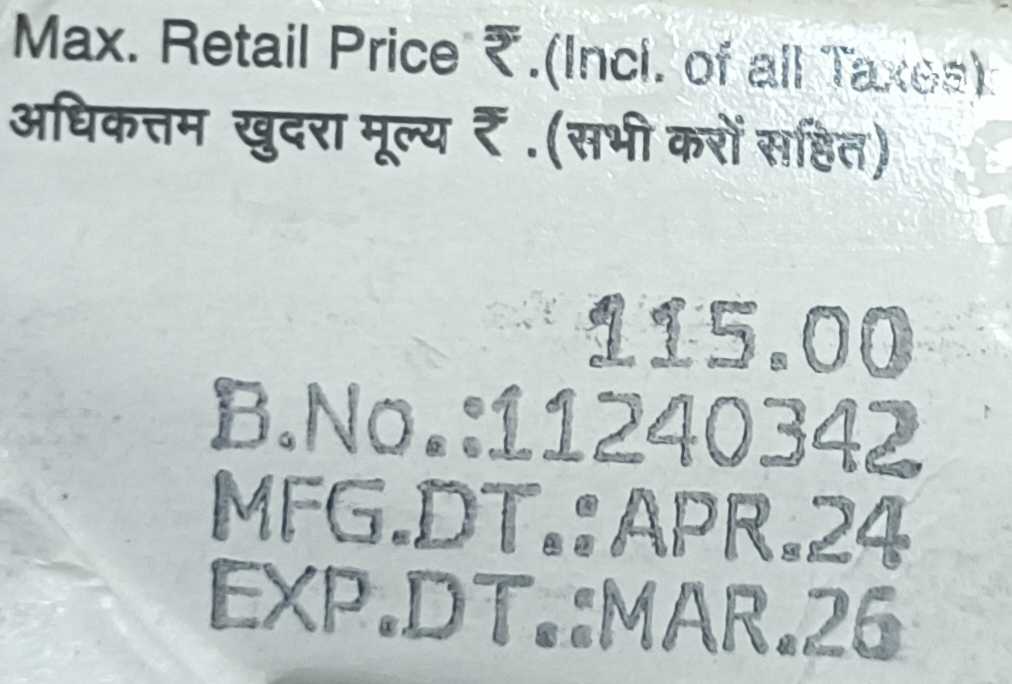 Max. Retail Price ₹.(Incl. of all Taxes):
अधिकत्तम खुदरा मूल्य ₹ .(सभी करों सहित)
115.00
B.No.:11240342
MFG.DT.:APR.24
EXP.DT.:MAR.26